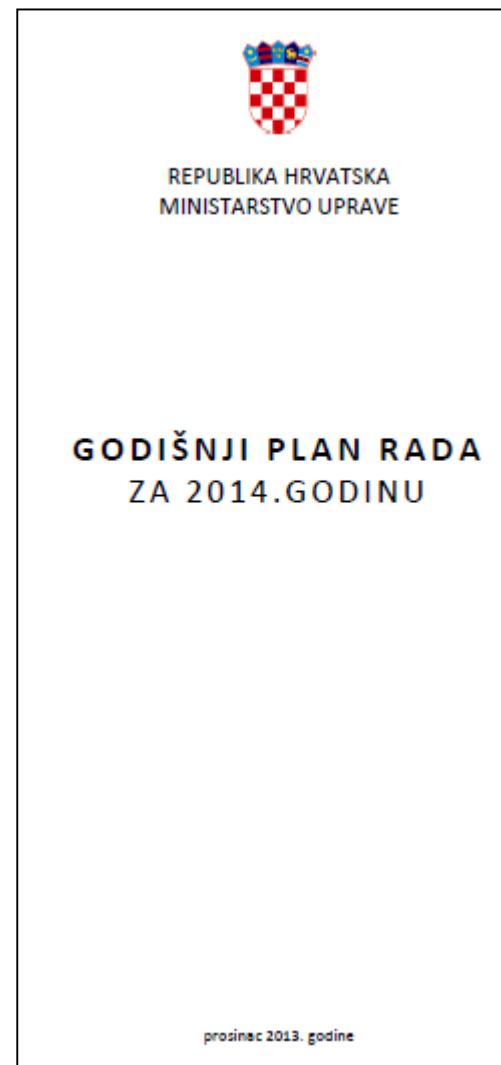 REPUBLIKA HRVATSKA
MINISTARSTVO UPRAVE
GODIŠNJI PLAN RADA
ZA 2014.GODINU
prosinac 2013. godine